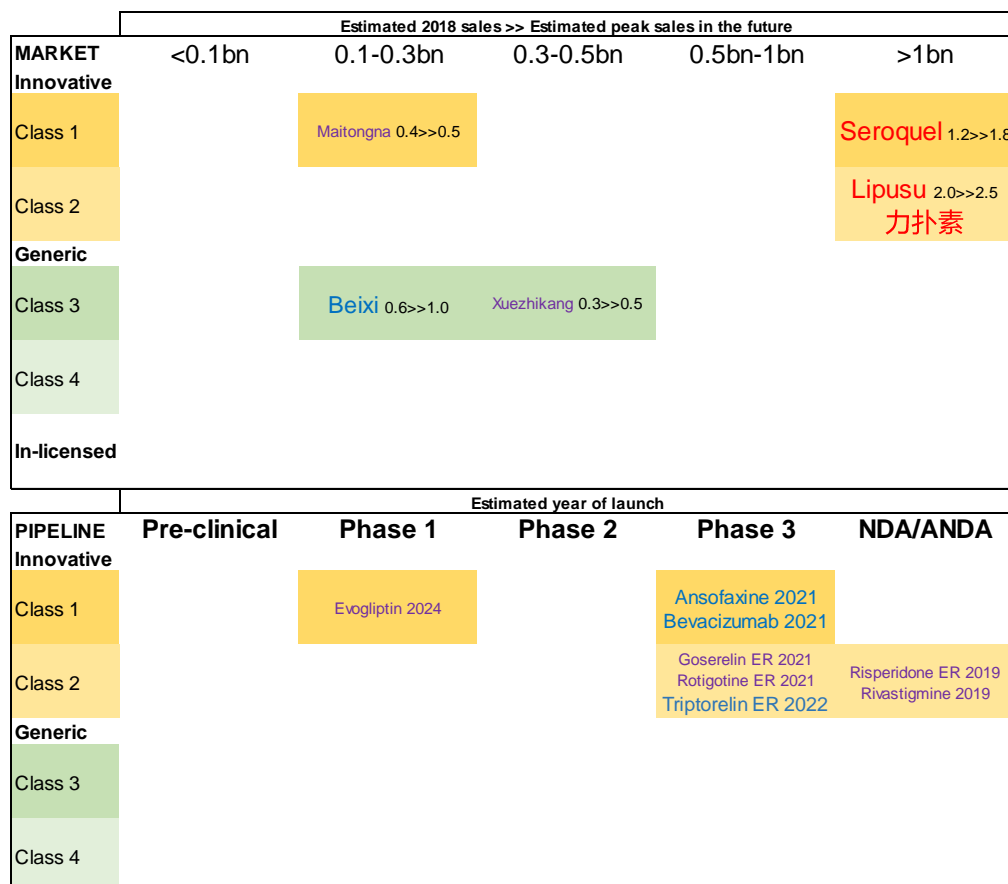 Estimated 2018 sales >> Estimated peak sales in the future
MARKET <0.1bn 0.1-0.3bn 0.3-0.5bn 0.5bn-1bn >1bn
Innovative
Class 1 Maitongna 0.4>>0.5 Seroquel 1.2>>1.8
Class 2 Lipusu 2.0>>2.5
力扑素
Generic
Class 3 Beixi 0.6>>1.0 Xuezhikang 0.3>>0.5
Class 4
In-licensed
Estimated year of launch
PIPELINE Pre-clinical Phase 1 Phase 2 Phase 3 NDA/ANDA
Innovative
Class 1 Evogliptin 2024 Ansofaxine 2021
Bevacizumab 2021
Class 2 Goserelin ER 2021
Rotigotine ER 2021
Triptorelin ER 2022
Risperidone ER 2019
Rivastigmine 2019
Generic
Class 3
Class 4